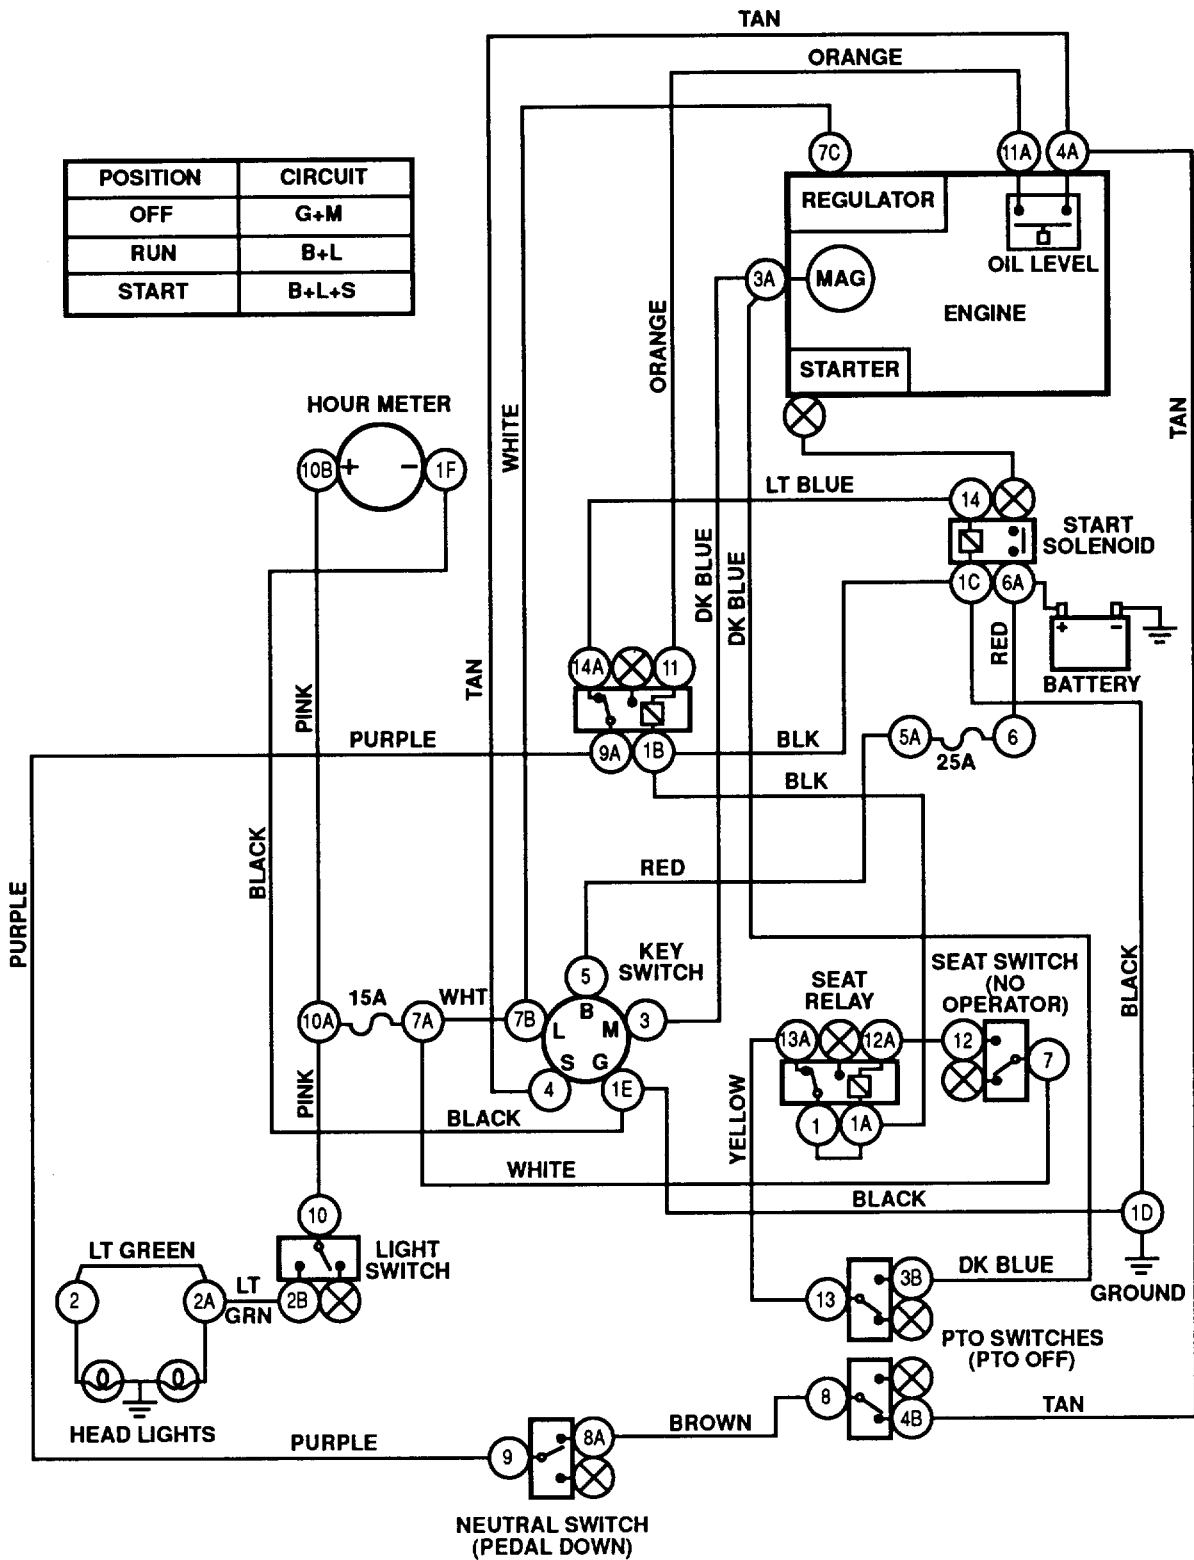 TAN
ORANGE
7C
11A
4A
POSITION CIRCUIT
OFF G+M
RUN B+L
START B+L+S
REGULATOR
OIL LEVEL
3A
MAG
ENGINE
STARTER
ORANGE
WHITE
TAN
HOUR METER
10B
+
−
1F
LT BLUE
14
START
SOLENOID
1C
6A
DK BLUE
DK BLUE
RED
+
−
BATTERY
14A
11
PINK
TAN
PURPLE
9A
1B
BLK
5A
6
25A
BLK
BLACK
RED
PURPLE
KEY
SWITCH
5
B
L
M
S
G
15A
WHT
10A
7A
7B
3
4
1E
SEAT
RELAY
SEAT SWITCH
(NO
OPERATOR)
BLACK
13A
12A
12
7
1
1A
PINK
BLACK
YELLOW
WHITE
BLACK
1D
GROUND
10
LIGHT
SWITCH
LT GREEN
2
2A
LT
GRN
2B
HEAD LIGHTS
DK BLUE
13
3B
PTO SWITCHES
(PTO OFF)
8
4B
TAN
BROWN
PURPLE
9
8A
NEUTRAL SWITCH
(PEDAL DOWN)